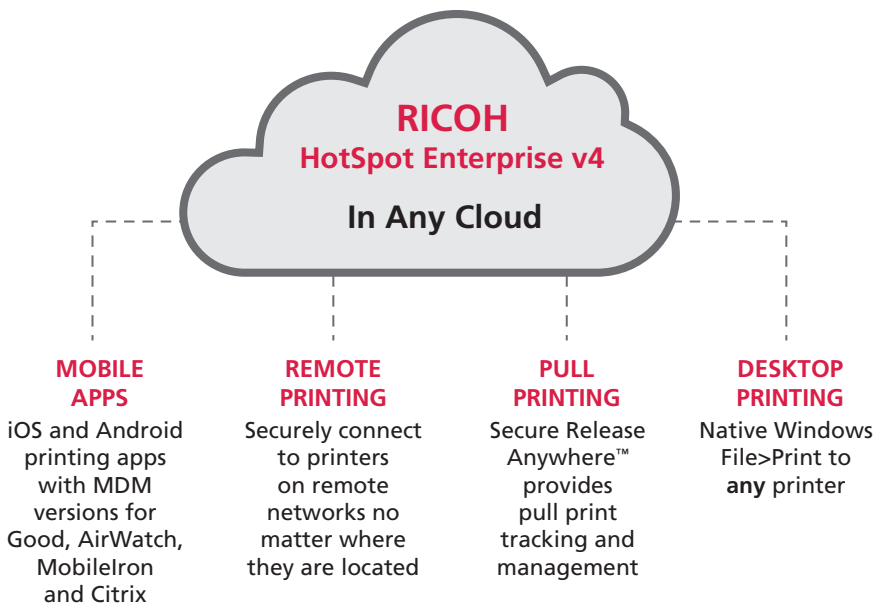 RICOH
HotSpot Enterprise v4
In Any Cloud
MOBILE
APPS
iOS and Android
printing apps
with MDM
versions for
Good, AirWatch,
MobileIron
and Citrix
REMOTE
PRINTING
Securely connect
to printers
on remote
networks no
matter where
they are located
PULL
PRINTING
Secure Release
Anywhere™
provides
pull print
tracking and
management
DESKTOP
PRINTING
Native Windows
File>Print to
any printer